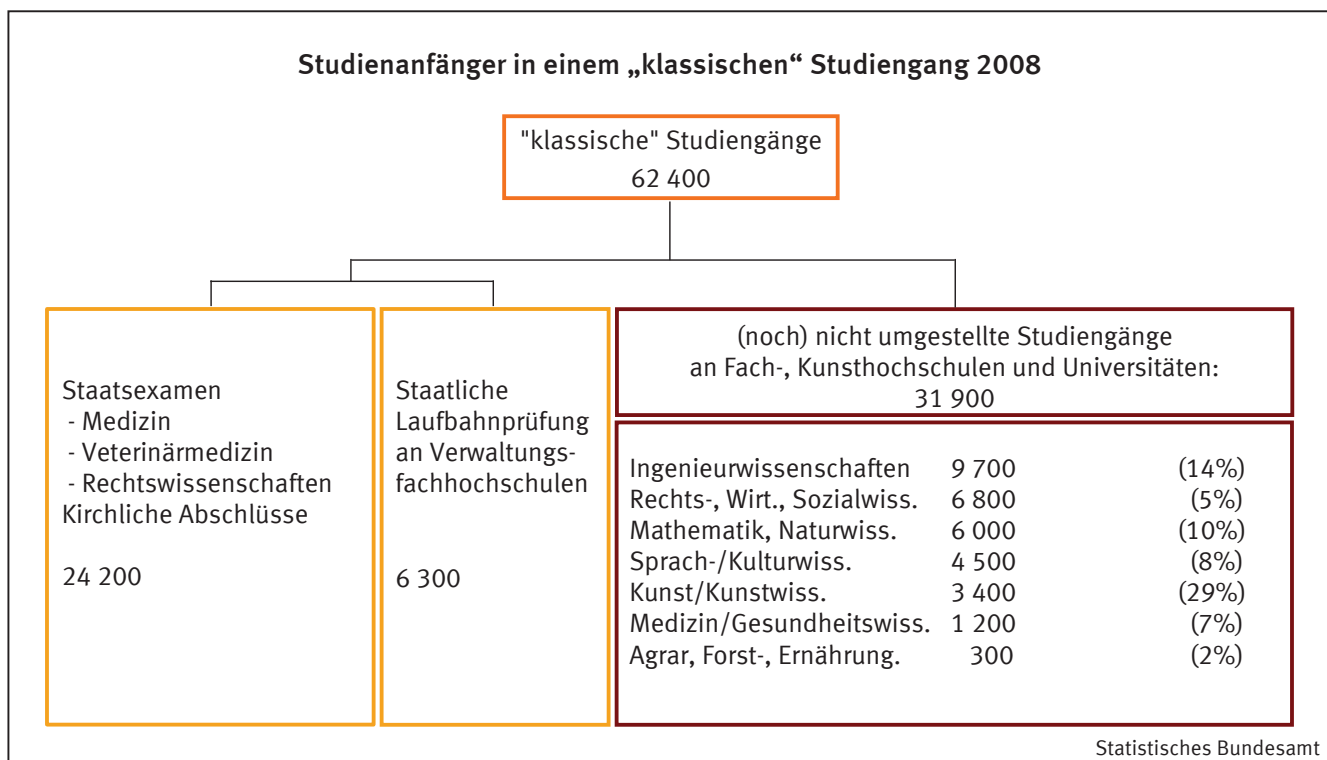 Studienanfänger in einem „klassischen“ Studiengang 2008
"klassische" Studiengänge
62 400
Staatsexamen
- Medizin
- Veterinärmedizin
- Rechtswissenschaften
Kirchliche Abschlüsse
24 200
Staatliche
Laufbahnprüfung
an Verwaltungs-
fachhochschulen
6 300
(noch) nicht umgestellte Studiengänge
an Fach-, Kunsthochschulen und Universitäten:
31 900
Ingenieurwissenschaften 9 700 (14%)
Rechts-, Wirt., Sozialwiss. 6 800 (5%)
Mathematik, Naturwiss. 6 000 (10%)
Sprach-/Kulturwiss. 4 500 (8%)
Kunst/Kunstwiss. 3 400 (29%)
Medizin/Gesundheitswiss. 1 200 (7%)
Agrar, Forst-, Ernährung. 300 (2%)
Statistisches Bundesamt